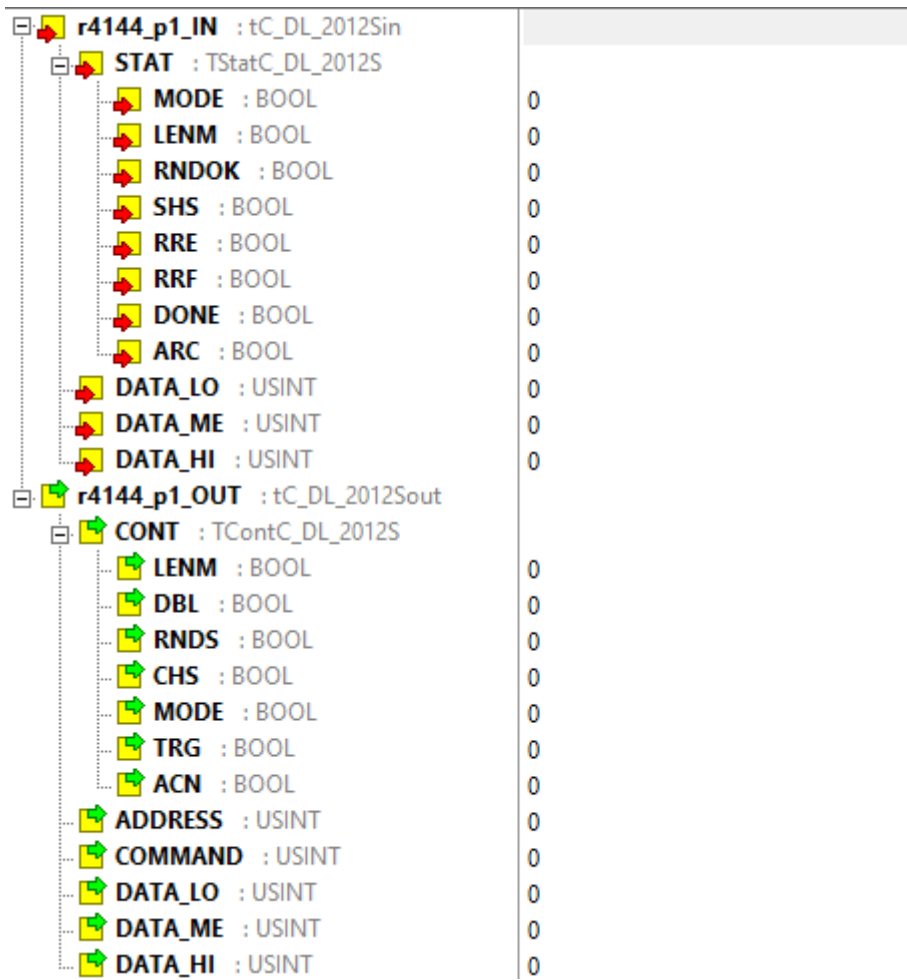 r4144_p1_IN : tC_DL_2012Sin
STAT : TStatC_DL_2012S
MODE : BOOL 0
LENM : BOOL 0
RNDOK : BOOL 0
SHS : BOOL 0
RRE : BOOL 0
RRF : BOOL 0
DONE : BOOL 0
ARC : BOOL 0
DATA_LO : USINT 0
DATA_ME : USINT 0
DATA_HI : USINT 0
r4144_p1_OUT : tC_DL_2012Sout
CONT : TContC_DL_2012S
LENM : BOOL 0
DBL : BOOL 0
RNDS : BOOL 0
CHS : BOOL 0
MODE : BOOL 0
TRG : BOOL 0
ACN : BOOL 0
ADDRESS : USINT 0
COMMAND : USINT 0
DATA_LO : USINT 0
DATA_ME : USINT 0
DATA_HI : USINT 0